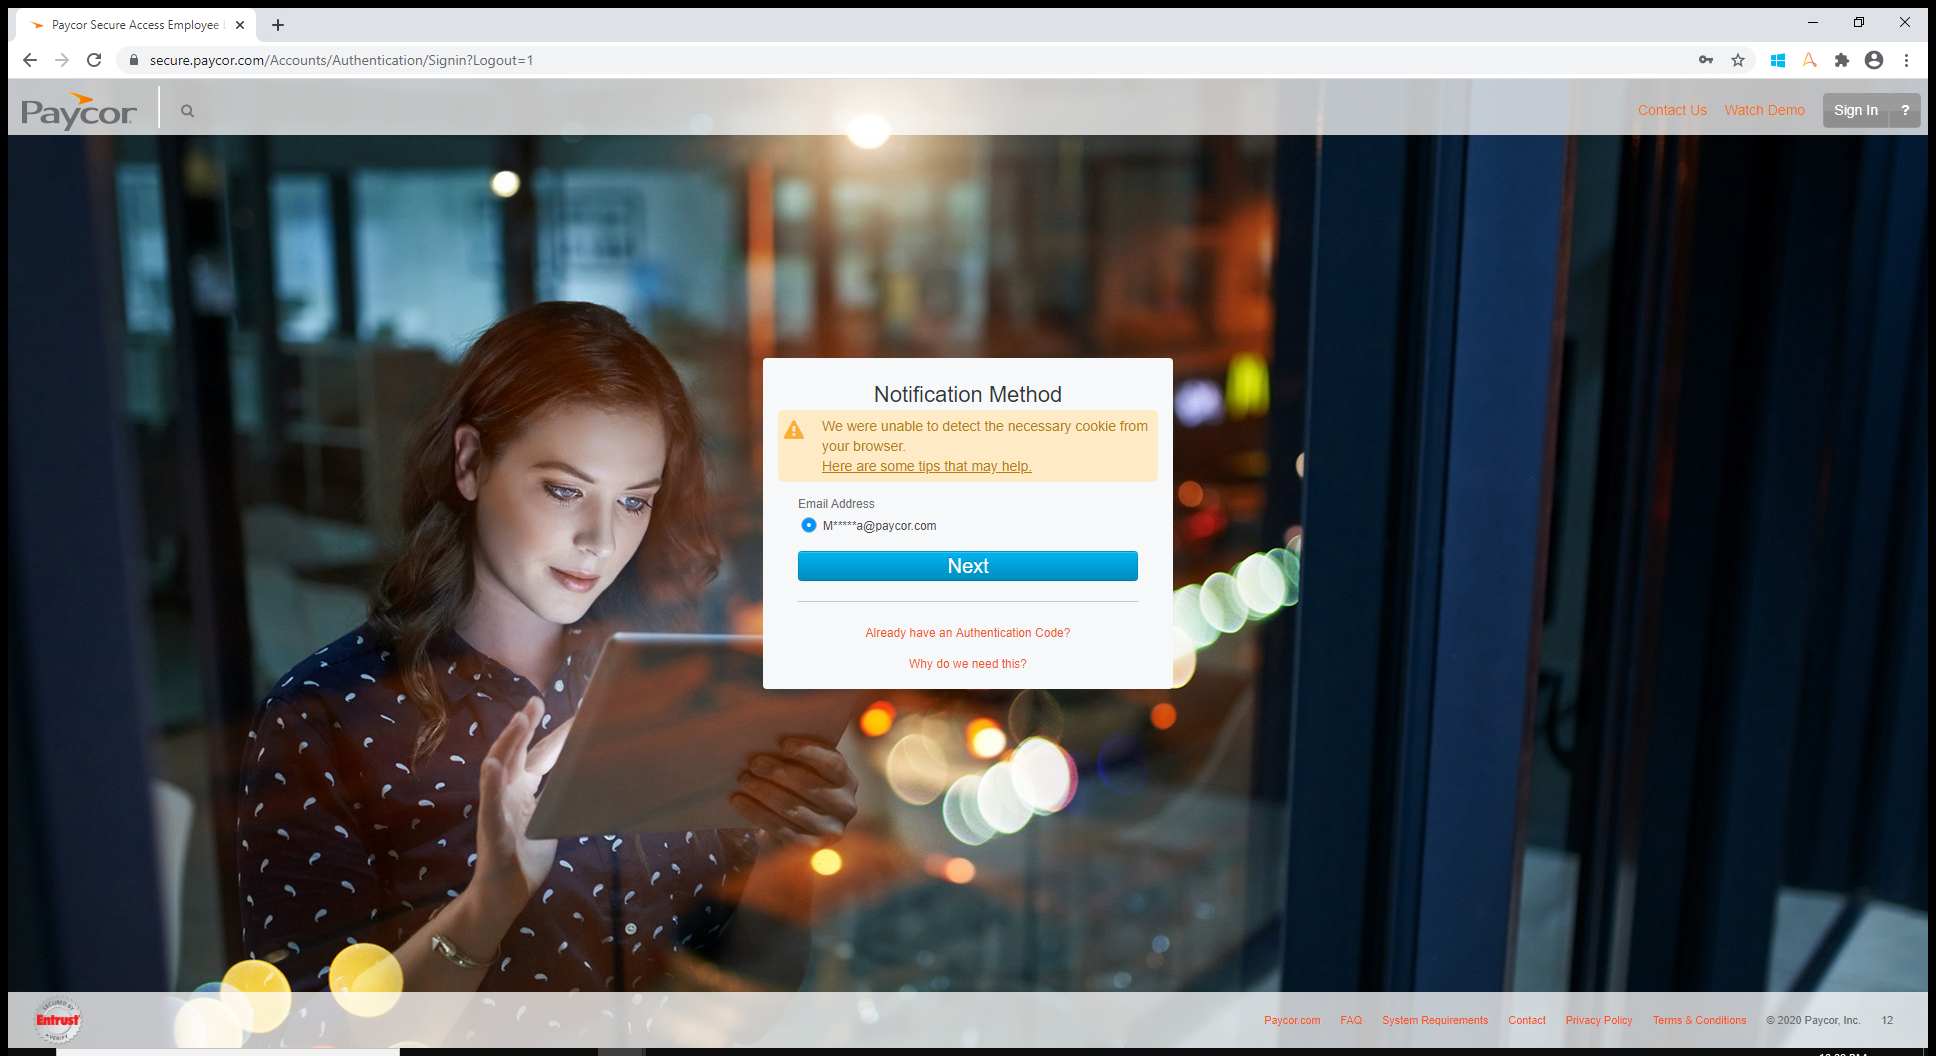 Paycor Secure Access Employee
secure.paycor.com/Accounts/Authentication/Signin?Logout=1
Paycor
Contact Us
Watch Demo
Sign In
?
Notification Method
We were unable to detect the necessary cookie from
your browser.
Here are some tips that may help.
Email Address
M*****a@paycor.com
Next
Already have an Authentication Code?
Why do we need this?
SECURED BY
Entrust
VERIFY
Paycor.com
FAQ
System Requirements
Contact
Privacy Policy
Terms & Conditions
© 2020 Paycor, Inc.
12